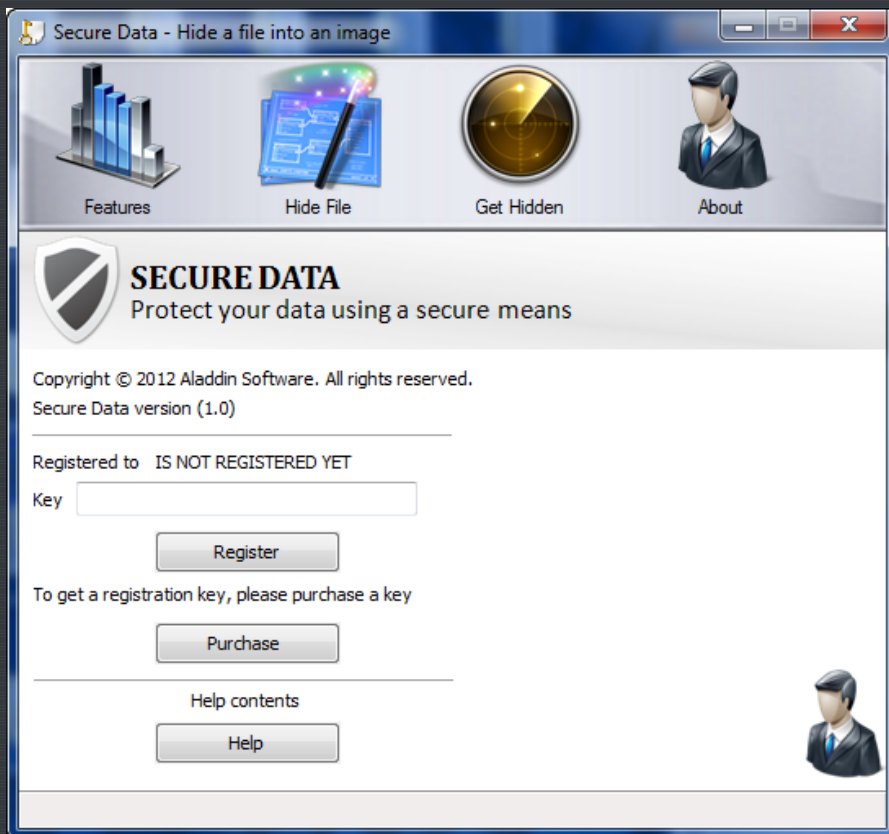 Secure Data - Hide a file into an image
Features
Hide File
Get Hidden
About
SECURE DATA
Protect your data using a secure means
Copyright © 2012 Aladdin Software. All rights reserved.
Secure Data version (1.0)
Registered to IS NOT REGISTERED YET
Key
Register
To get a registration key, please purchase a key
Purchase
Help contents
Help